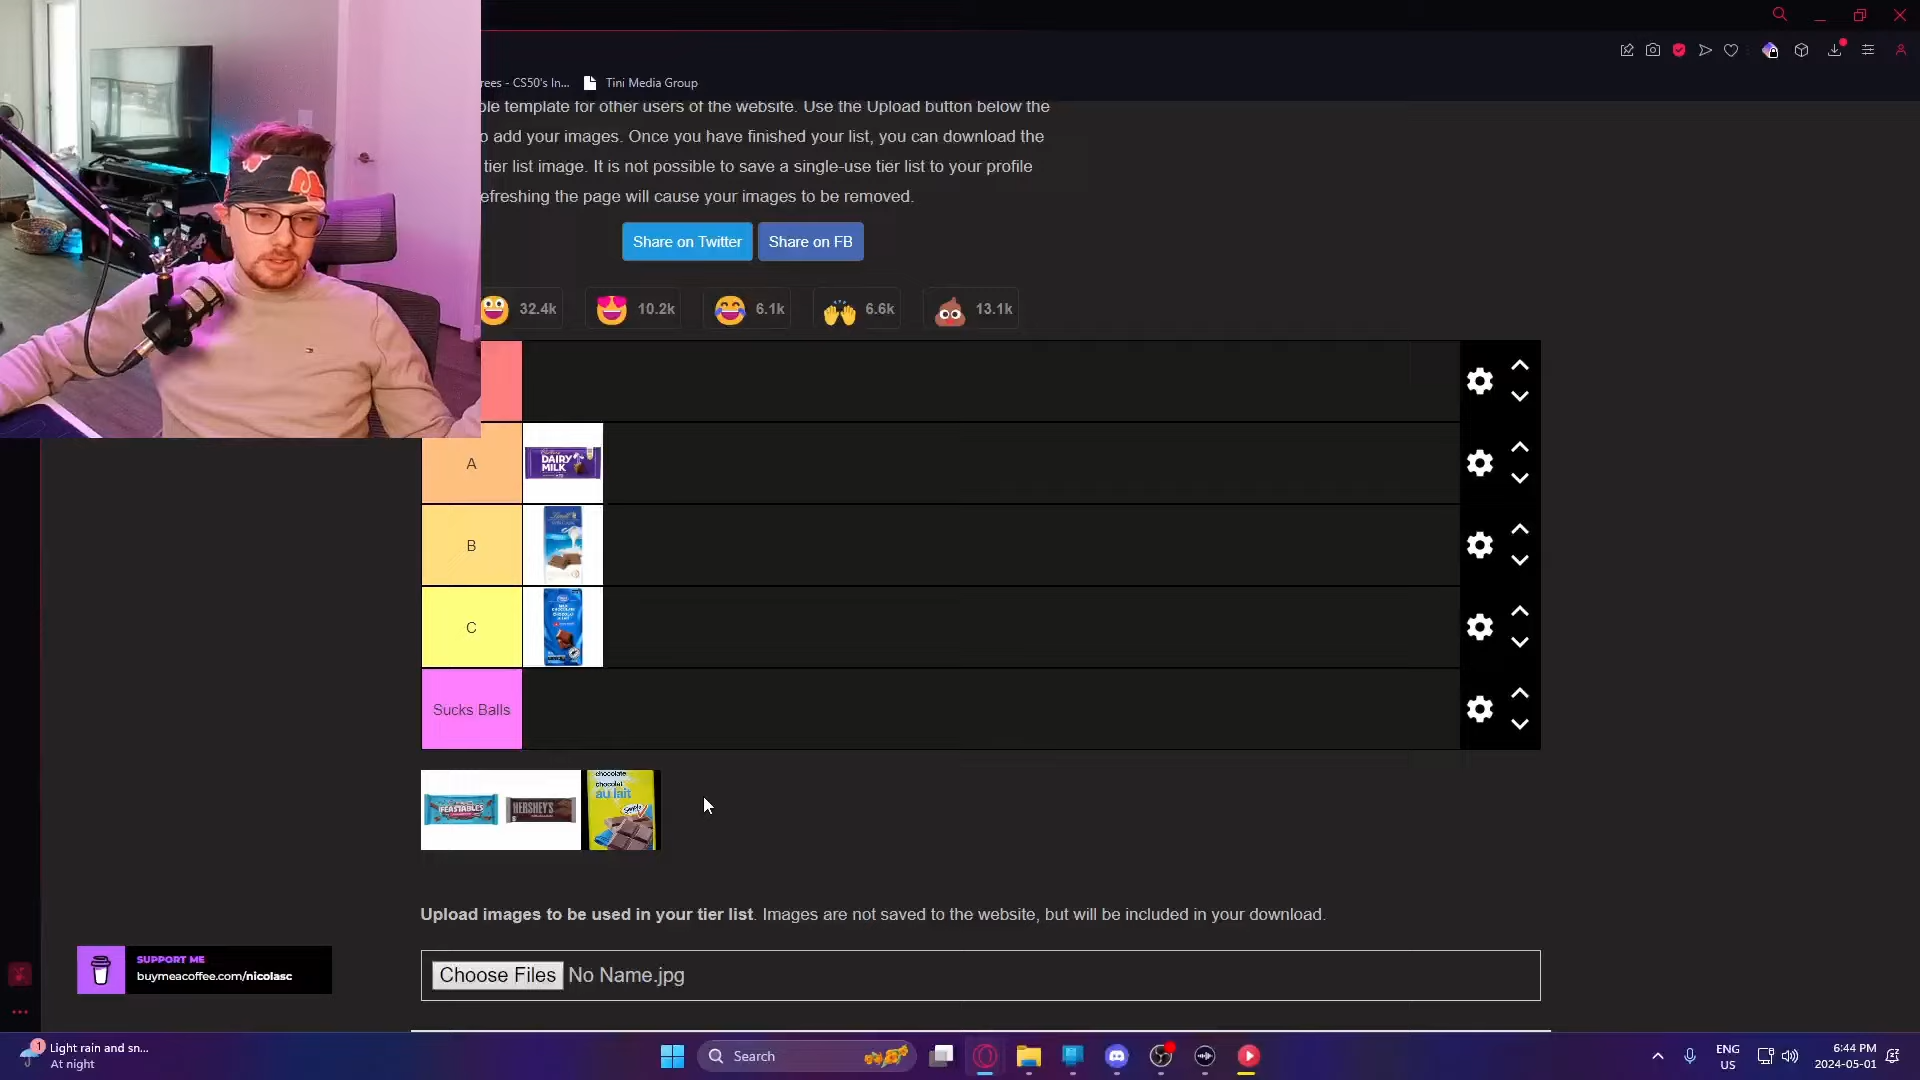 rees - CS50's In...
Tini Media Group
ple template for other users of the website. Use the Upload button below the
o add your images. Once you have finished your list, you can download the
tier list image. It is not possible to save a single-use tier list to your profile
efreshing the page will cause your images to be removed.
Share on Twitter
Share on FB
32.4k
10.2k
6.1k
6.6k
13.1k
A
DAIRY
MILK
B
C
Sucks Balls
FEASTABLES
HERSHEY'S
chocolate
chocolat
au lait
Upload images to be used in your tier list. Images are not saved to the website, but will be included in your download.
Choose Files No Name.jpg
SUPPORT ME
buymeacoffee.com/nicolasc
1
Light rain and sn...
At night
Search
ENG
US
6:44 PM
2024-05-01